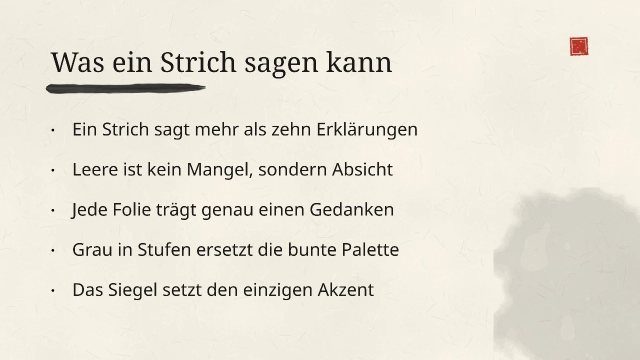 Was ein Strich sagen kann
· Ein Strich sagt mehr als zehn Erklärungen
· Leere ist kein Mangel, sondern Absicht
· Jede Folie trägt genau einen Gedanken
· Grau in Stufen ersetzt die bunte Palette
· Das Siegel setzt den einzigen Akzent